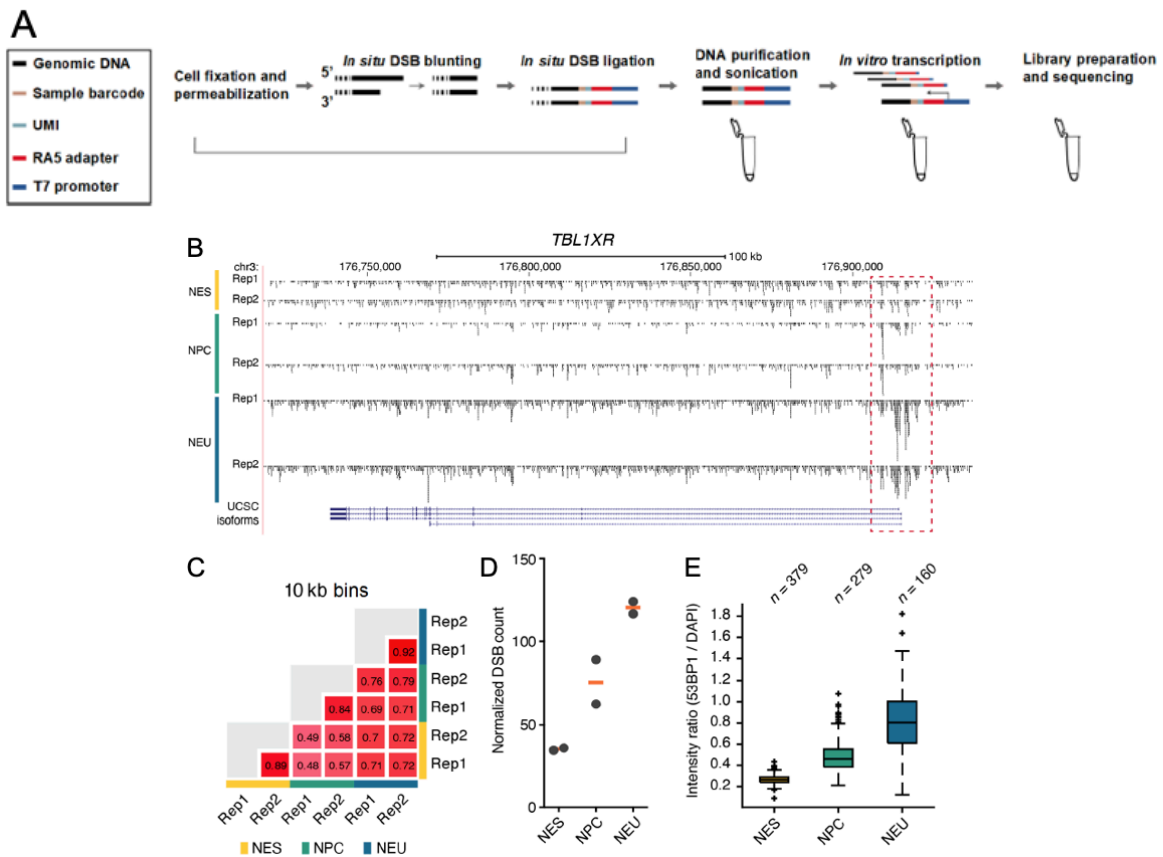 A
Genomic DNA
Sample barcode
UMI
RA5 adapter
T7 promoter
Cell fixation and
permeabilization
In situ DSB blunting
5’
3’
In situ DSB ligation
DNA purification
and sonication
In vitro transcription
Library preparation
and sequencing
B
TBL1XR
100 kb
chr3:
176,750,000
176,800,000
176,850,000
176,900,000
NES
Rep1
Rep2
NPC
Rep1
Rep2
NEU
Rep1
Rep2
UCSC
isoforms
C
10 kb bins
Rep2
0.92
Rep1
0.76 0.79
Rep2
0.84 0.69 0.71
Rep1
0.49 0.58 0.7 0.72
Rep2
0.89 0.48 0.57 0.71 0.72
Rep1
Rep1 Rep2 Rep1 Rep2 Rep1 Rep2
NES NPC NEU
D
Normalized DSB count
150
100
50
0
NES NPC NEU
E
n = 379 n = 279 n = 160
Intensity ratio (53BP1 / DAPI)
1.8
1.6
1.4
1.2
1.0
0.8
0.6
0.4
0.2
NES NPC NEU